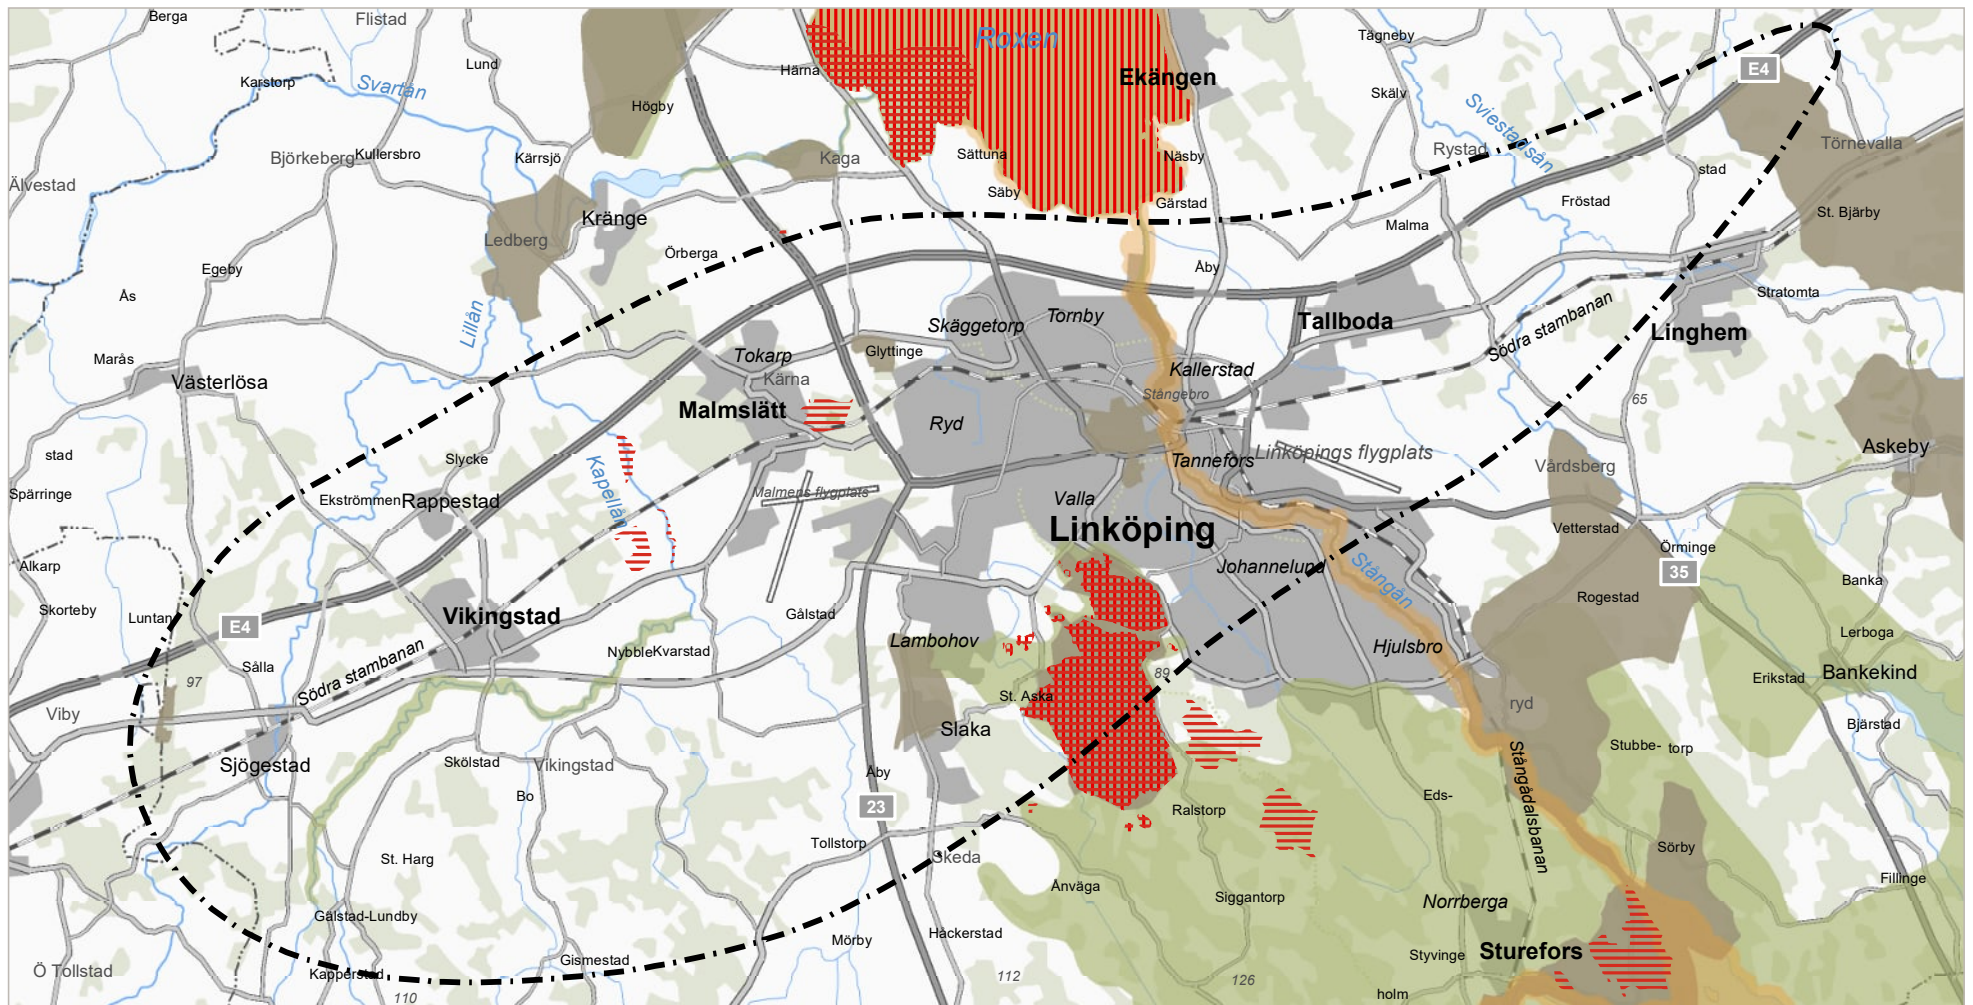 Berga
Flistad
Roxen
Tägneby
Lund
Härna
Ekängen
E4
Karstorp
Svartån
Högby
Skälv
Sviestadsån
Björkeberg
Kullersbro
Kärrsjö
Kaga
Sättuna
Näsby
Rystad
Törnevalla
Älvestad
Säby
Gärstad
stad
Fröstad
St. Bjärby
Kränge
Malma
Ledberg
Örberga
Egeby
Åby
Ås
Stratomta
Lillån
Skäggetorp
Tornby
Tallboda
Södra stambanan
Linghem
Marås
Tokarp
Glyttinge
Västerlösa
Kärna
Kallerstad
Stångebro
65
Malmslätt
Ryd
Askeby
stad
Slycke
Tannefors
Linköpings flygplats
Vårdsberg
Spärringe
Ekströmmen
Rappestad
Kapellån
Malmens flygplats
Valla
Linköping
Vetterstad
Örminge
Alkarp
Johannelund
Stångån
35
Banka
Skorteby
Luntan
E4
Vikingstad
Gålstad
Rogestad
Lambohov
Hjulsbro
Lerboga
Sålla
Nybble
Kvarstad
97
Södra stambanan
89
Erikstad
Bankekind
Viby
St. Aska
ryd
Slaka
Bjärstad
Sjögestad
Skölstad
Vikingstad
Stubbe-
torp
Åby
Bo
23
Eds-
Stångådalsbanan
Ralstorp
Tollstorp
Sörby
St. Harg
Skeda
Ånväga
Siggantorp
Fillinge
Norrberga
Gälstad-Lundby
Mörby
Häckerstad
Styvinge
Sturefors
Ö Tollstad
Kapperstad
Gismestad
112
126
110
holm